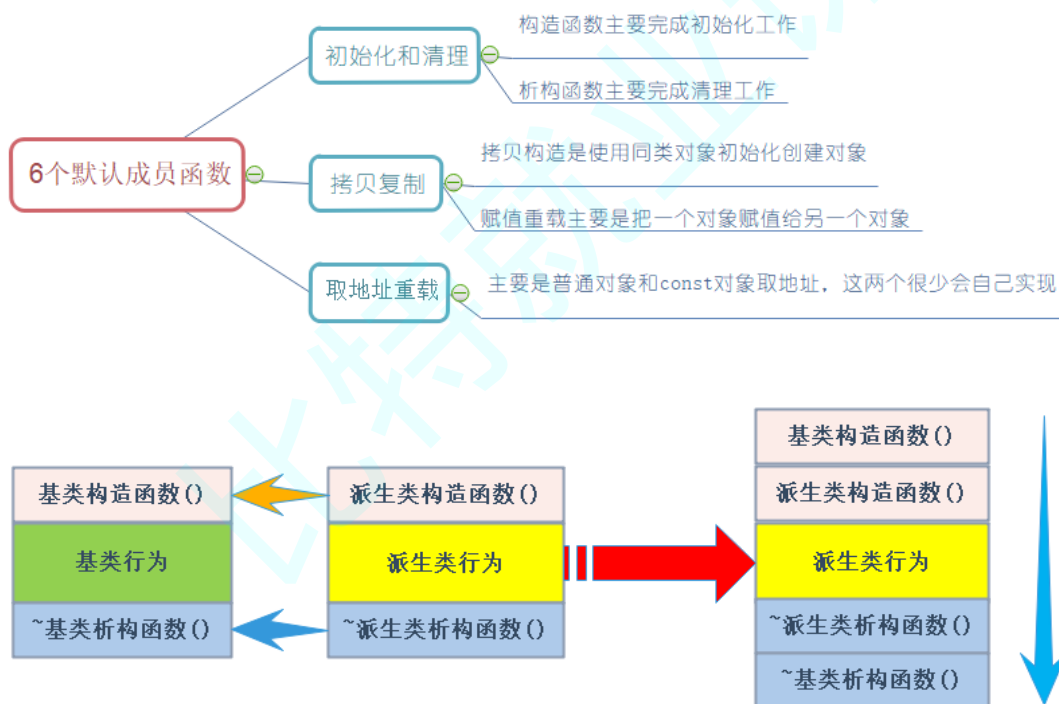 构造函数主要完成初始化工作
初始化和清理
析构函数主要完成清理工作
6个默认成员函数
拷贝构造是使用同类对象初始化创建对象
拷贝复制
赋值重载主要是把一个对象赋值给另一个对象
取地址重载
主要是普通对象和const对象取地址，这两个很少会自己实现
基类构造函数()
基类行为
~基类析构函数()
派生类构造函数()
派生类行为
~派生类析构函数()
基类构造函数()
派生类构造函数()
派生类行为
~派生类析构函数()
~基类析构函数()
比特就业课